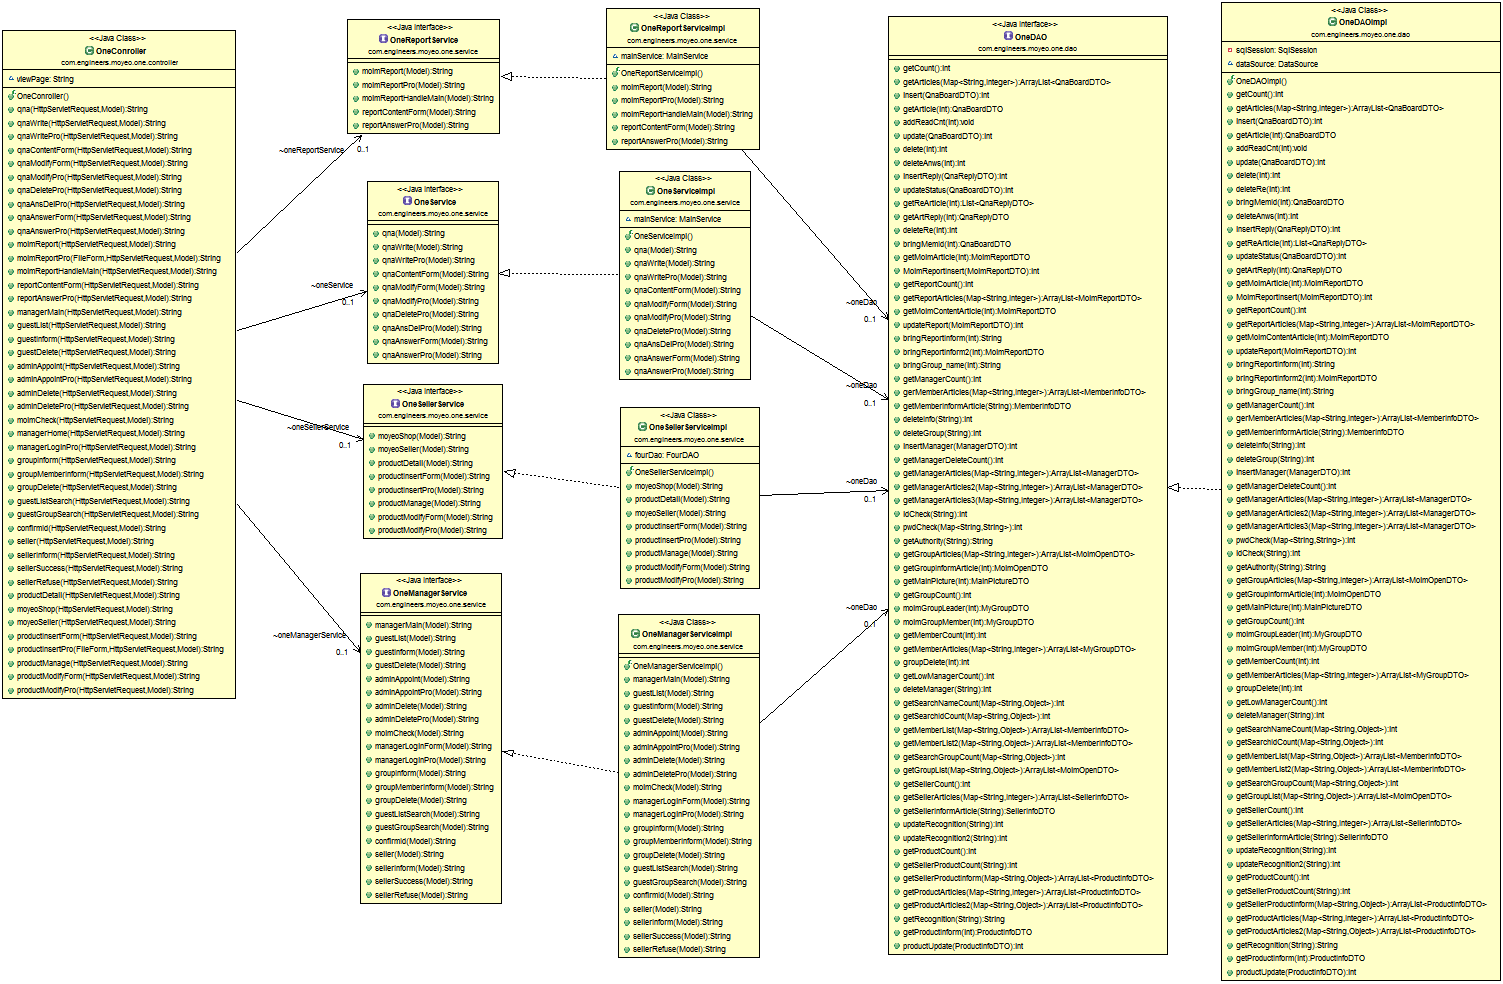 <<Java Class>>
OneConroller
com.engineers.moyeo.one.controller
viewPage: String
OneConroller()
qna(HttpServletRequest,Model):String
qnaWrite(HttpServletRequest,Model):String
qnaWritePro(HttpServletRequest,Model):String
qnaContentForm(HttpServletRequest,Model):String
qnaModifyForm(HttpServletRequest,Model):String
qnaModifyPro(HttpServletRequest,Model):String
qnaDeletePro(HttpServletRequest,Model):String
qnaAnsDelPro(HttpServletRequest,Model):String
qnaAnswerForm(HttpServletRequest,Model):String
qnaAnswerPro(HttpServletRequest,Model):String
moimReport(HttpServletRequest,Model):String
moimReportPro(FileForm,HttpServletRequest,Model):String
moimReportHandleMain(HttpServletRequest,Model):String
reportContentForm(HttpServletRequest,Model):String
reportAnswerPro(HttpServletRequest,Model):String
managerMain(HttpServletRequest,Model):String
guestList(HttpServletRequest,Model):String
guestInform(HttpServletRequest,Model):String
guestDelete(HttpServletRequest,Model):String
adminAppoint(HttpServletRequest,Model):String
adminAppointPro(HttpServletRequest,Model):String
adminDelete(HttpServletRequest,Model):String
adminDeletePro(HttpServletRequest,Model):String
moimCheck(HttpServletRequest,Model):String
managerHome(HttpServletRequest,Model):String
managerLoginPro(HttpServletRequest,Model):String
groupInform(HttpServletRequest,Model):String
groupMemberInform(HttpServletRequest,Model):String
groupDelete(HttpServletRequest,Model):String
guestListSearch(HttpServletRequest,Model):String
guestGroupSearch(HttpServletRequest,Model):String
confirmId(HttpServletRequest,Model):String
seller(HttpServletRequest,Model):String
sellerInform(HttpServletRequest,Model):String
sellerSuccess(HttpServletRequest,Model):String
sellerRefuse(HttpServletRequest,Model):String
productDetail(HttpServletRequest,Model):String
moyeoShop(HttpServletRequest,Model):String
moyeoSeller(HttpServletRequest,Model):String
productInsertForm(HttpServletRequest,Model):String
productInsertPro(FileForm,HttpServletRequest,Model):String
productManage(HttpServletRequest,Model):String
productModifyForm(HttpServletRequest,Model):String
productModifyPro(HttpServletRequest,Model):String
~oneReportService
0..1
~oneService
0..1
~oneSellerService
0..1
~oneManagerService
0..1
<<Java Interface>>
OneReportService
com.engineers.moyeo.one.service
moimReport(Model):String
moimReportPro(Model):String
moimReportHandleMain(Model):String
reportContentForm(Model):String
reportAnswerPro(Model):String
<<Java Interface>>
OneService
com.engineers.moyeo.one.service
qna(Model):String
qnaWrite(Model):String
qnaWritePro(Model):String
qnaContentForm(Model):String
qnaModifyForm(Model):String
qnaModifyPro(Model):String
qnaDeletePro(Model):String
qnaAnsDelPro(Model):String
qnaAnswerForm(Model):String
qnaAnswerPro(Model):String
<<Java Interface>>
OneSellerService
com.engineers.moyeo.one.service
moyeoShop(Model):String
moyeoSeller(Model):String
productDetail(Model):String
productInsertForm(Model):String
productInsertPro(Model):String
productManage(Model):String
productModifyForm(Model):String
productModifyPro(Model):String
<<Java Interface>>
OneManagerService
com.engineers.moyeo.one.service
managerMain(Model):String
guestList(Model):String
guestInform(Model):String
guestDelete(Model):String
adminAppoint(Model):String
adminAppointPro(Model):String
adminDelete(Model):String
adminDeletePro(Model):String
moimCheck(Model):String
managerLoginForm(Model):String
managerLoginPro(Model):String
groupInform(Model):String
groupMemberInform(Model):String
groupDelete(Model):String
guestListSearch(Model):String
guestGroupSearch(Model):String
confirmId(Model):String
seller(Model):String
sellerInform(Model):String
sellerSuccess(Model):String
sellerRefuse(Model):String
<<Java Class>>
OneReportServiceImpl
com.engineers.moyeo.one.service
mainService: MainService
OneReportServiceImpl()
moimReport(Model):String
moimReportPro(Model):String
moimReportHandleMain(Model):String
reportContentForm(Model):String
reportAnswerPro(Model):String
<<Java Class>>
OneServiceImpl
com.engineers.moyeo.one.service
mainService: MainService
OneServiceImpl()
qna(Model):String
qnaWrite(Model):String
qnaWritePro(Model):String
qnaContentForm(Model):String
qnaModifyForm(Model):String
qnaModifyPro(Model):String
qnaDeletePro(Model):String
qnaAnsDelPro(Model):String
qnaAnswerForm(Model):String
qnaAnswerPro(Model):String
<<Java Class>>
OneSellerServiceImpl
com.engineers.moyeo.one.service
fourDao: FourDAO
OneSellerServiceImpl()
moyeoShop(Model):String
productDetail(Model):String
moyeoSeller(Model):String
productInsertForm(Model):String
productInsertPro(Model):String
productManage(Model):String
productModifyForm(Model):String
productModifyPro(Model):String
<<Java Class>>
OneManagerServiceImpl
com.engineers.moyeo.one.service
OneManagerServiceImpl()
managerMain(Model):String
guestList(Model):String
guestInform(Model):String
guestDelete(Model):String
adminAppoint(Model):String
adminAppointPro(Model):String
adminDelete(Model):String
adminDeletePro(Model):String
moimCheck(Model):String
managerLoginForm(Model):String
managerLoginPro(Model):String
groupInform(Model):String
groupMemberInform(Model):String
groupDelete(Model):String
guestListSearch(Model):String
guestGroupSearch(Model):String
confirmId(Model):String
seller(Model):String
sellerInform(Model):String
sellerSuccess(Model):String
sellerRefuse(Model):String
~oneDao
0..1
~oneDao
0..1
~oneDao
0..1
~oneDao
0..1
<<Java Interface>>
OneDAO
com.engineers.moyeo.one.dao
getCount():int
getArticles(Map<String,Integer>):ArrayList<QnaBoardDTO>
insert(QnaBoardDTO):int
getArticle(int):QnaBoardDTO
addReadCnt(int):void
update(QnaBoardDTO):int
delete(int):int
deleteAnws(int):int
insertReply(QnaReplyDTO):int
updateStatus(QnaBoardDTO):int
getReArticle(int):List<QnaReplyDTO>
getArtReply(int):QnaReplyDTO
deleteRe(int):int
bringMemId(int):QnaBoardDTO
getMoimArticle(int):MoimReportDTO
MoimReportInsert(MoimReportDTO):int
getReportCount():int
getReportArticles(Map<String,Integer>):ArrayList<MoimReportDTO>
getMoimContentArticle(int):MoimReportDTO
updateReport(MoimReportDTO):int
bringReportInform(int):String
bringReportInform2(int):MoimReportDTO
bringGroup_name(int):String
getManagerCount():int
gerMemberArticles(Map<String,Integer>):ArrayList<MemberInfoDTO>
getMemberInformArticle(String):MemberInfoDTO
deleteInfo(String):int
deleteGroup(String):int
insertManager(ManagerDTO):int
getManagerDeleteCount():int
getManagerArticles(Map<String,Integer>):ArrayList<ManagerDTO>
getManagerArticles2(Map<String,Integer>):ArrayList<ManagerDTO>
getManagerArticles3(Map<String,Integer>):ArrayList<ManagerDTO>
idCheck(String):int
pwdCheck(Map<String,String>):int
getAuthority(String):String
getGroupArticles(Map<String,Integer>):ArrayList<MoimOpenDTO>
getGroupInformArticle(int):MoimOpenDTO
getMainPicture(int):MainPictureDTO
getGroupCount():int
moimGroupLeader(int):MyGroupDTO
moimGroupMember(int):MyGroupDTO
getMemberCount(int):int
getMemberArticles(Map<String,Integer>):ArrayList<MyGroupDTO>
groupDelete(int):int
getLowManagerCount():int
deleteManager(String):int
getSearchNameCount(Map<String,Object>):int
getSearchIdCount(Map<String,Object>):int
getMemberList(Map<String,Object>):ArrayList<MemberInfoDTO>
getMemberList2(Map<String,Object>):ArrayList<MemberInfoDTO>
getSearchGroupCount(Map<String,Object>):int
getGroupList(Map<String,Object>):ArrayList<MoimOpenDTO>
getSellerCount():int
getSellerArticles(Map<String,Integer>):ArrayList<SellerInfoDTO>
getSellerInformArticle(String):SellerInfoDTO
updateRecognition(String):int
updateRecognition2(String):int
getProductCount():int
getSellerProductCount(String):int
getSellerProductInform(Map<String,Object>):ArrayList<ProductInfoDTO>
getProductArticles(Map<String,Integer>):ArrayList<ProductInfoDTO>
getProductArticles2(Map<String,Object>):ArrayList<ProductInfoDTO>
getRecognition(String):String
getProductInform(int):ProductInfoDTO
productUpdate(ProductInfoDTO):int
<<Java Class>>
OneDAOImpl
com.engineers.moyeo.one.dao
sqlSession: SqlSession
dataSource: DataSource
OneDAOImpl()
getCount():int
getArticles(Map<String,Integer>):ArrayList<QnaBoardDTO>
insert(QnaBoardDTO):int
getArticle(int):QnaBoardDTO
addReadCnt(int):void
update(QnaBoardDTO):int
delete(int):int
deleteRe(int):int
bringMemId(int):QnaBoardDTO
deleteAnws(int):int
insertReply(QnaReplyDTO):int
getReArticle(int):List<QnaReplyDTO>
updateStatus(QnaBoardDTO):int
getArtReply(int):QnaReplyDTO
getMoimArticle(int):MoimReportDTO
MoimReportInsert(MoimReportDTO):int
getReportCount():int
getReportArticles(Map<String,Integer>):ArrayList<MoimReportDTO>
getMoimContentArticle(int):MoimReportDTO
updateReport(MoimReportDTO):int
bringReportInform(int):String
bringReportInform2(int):MoimReportDTO
bringGroup_name(int):String
getManagerCount():int
gerMemberArticles(Map<String,Integer>):ArrayList<MemberInfoDTO>
getMemberInformArticle(String):MemberInfoDTO
deleteInfo(String):int
deleteGroup(String):int
insertManager(ManagerDTO):int
getManagerDeleteCount():int
getManagerArticles(Map<String,Integer>):ArrayList<ManagerDTO>
getManagerArticles2(Map<String,Integer>):ArrayList<ManagerDTO>
getManagerArticles3(Map<String,Integer>):ArrayList<ManagerDTO>
pwdCheck(Map<String,String>):int
idCheck(String):int
getAuthority(String):String
getGroupArticles(Map<String,Integer>):ArrayList<MoimOpenDTO>
getGroupInformArticle(int):MoimOpenDTO
getMainPicture(int):MainPictureDTO
getGroupCount():int
moimGroupLeader(int):MyGroupDTO
moimGroupMember(int):MyGroupDTO
getMemberCount(int):int
getMemberArticles(Map<String,Integer>):ArrayList<MyGroupDTO>
groupDelete(int):int
getLowManagerCount():int
deleteManager(String):int
getSearchNameCount(Map<String,Object>):int
getSearchIdCount(Map<String,Object>):int
getMemberList(Map<String,Object>):ArrayList<MemberInfoDTO>
getMemberList2(Map<String,Object>):ArrayList<MemberInfoDTO>
getSearchGroupCount(Map<String,Object>):int
getGroupList(Map<String,Object>):ArrayList<MoimOpenDTO>
getSellerCount():int
getSellerArticles(Map<String,Integer>):ArrayList<SellerInfoDTO>
getSellerInformArticle(String):SellerInfoDTO
updateRecognition(String):int
updateRecognition2(String):int
getProductCount():int
getSellerProductCount(String):int
getSellerProductInform(Map<String,Object>):ArrayList<ProductInfoDTO>
getProductArticles(Map<String,Integer>):ArrayList<ProductInfoDTO>
getProductArticles2(Map<String,Object>):ArrayList<ProductInfoDTO>
getRecognition(String):String
getProductInform(int):ProductInfoDTO
productUpdate(ProductInfoDTO):int